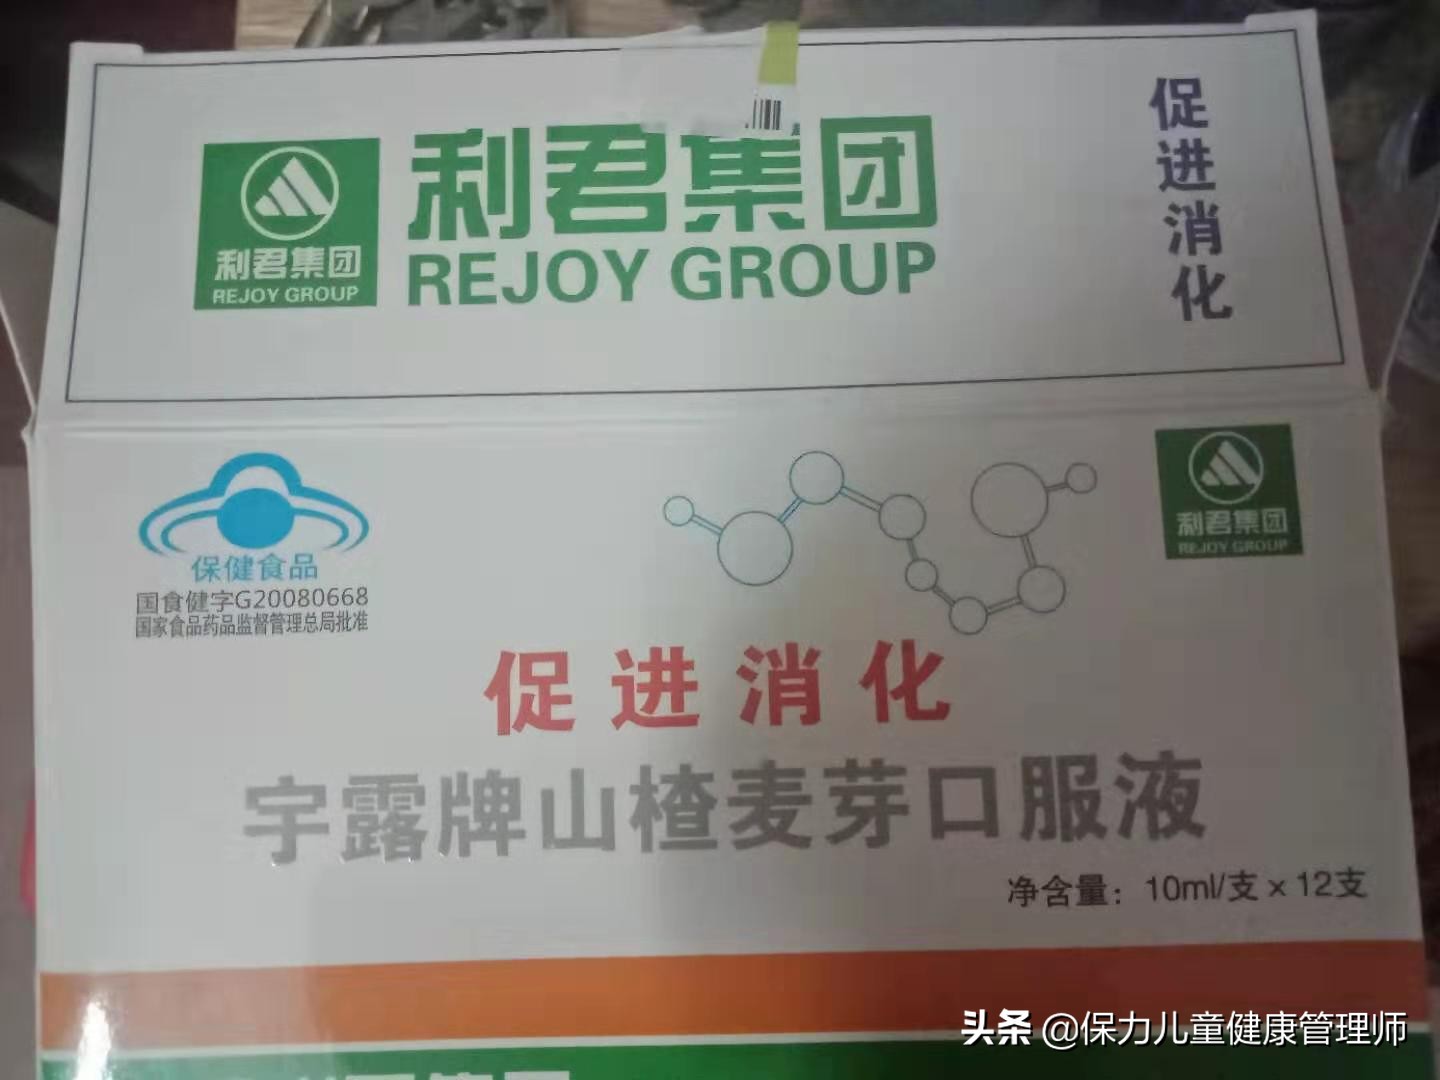 利君集团
REJOY GROUP
利君集团
REJOY GROUP
促进消化
保健食品
国食健字G20080668
国家食品药品监督管理总局批准
利君集团
REJOY GROUP
促进消化
宇露牌山楂麦芽口服液
净含量：10ml/支 x 12支
头条 @保力儿童健康管理师